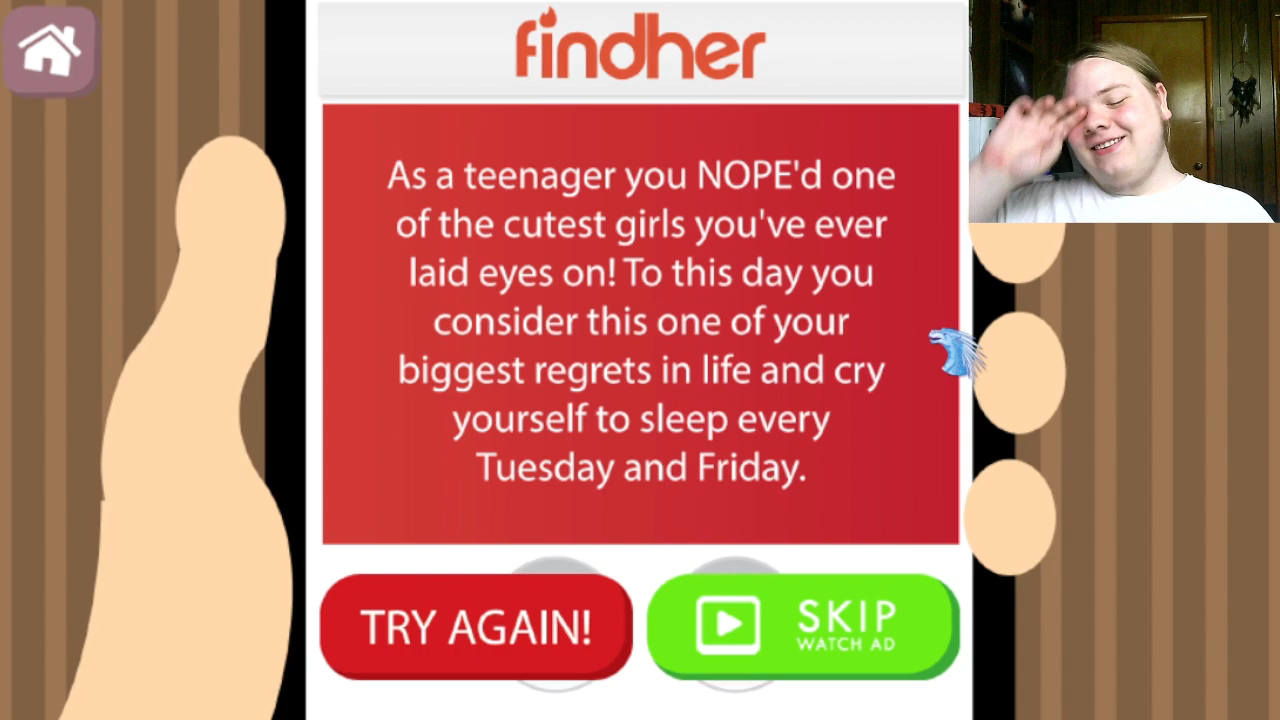 findher
As a teenager you NOPE'd one
of the cutest girls you've ever
laid eyes on! To this day you
consider this one of your
biggest regrets in life and cry
yourself to sleep every
Tuesday and Friday.
TRY AGAIN!
SKIP
WATCH AD